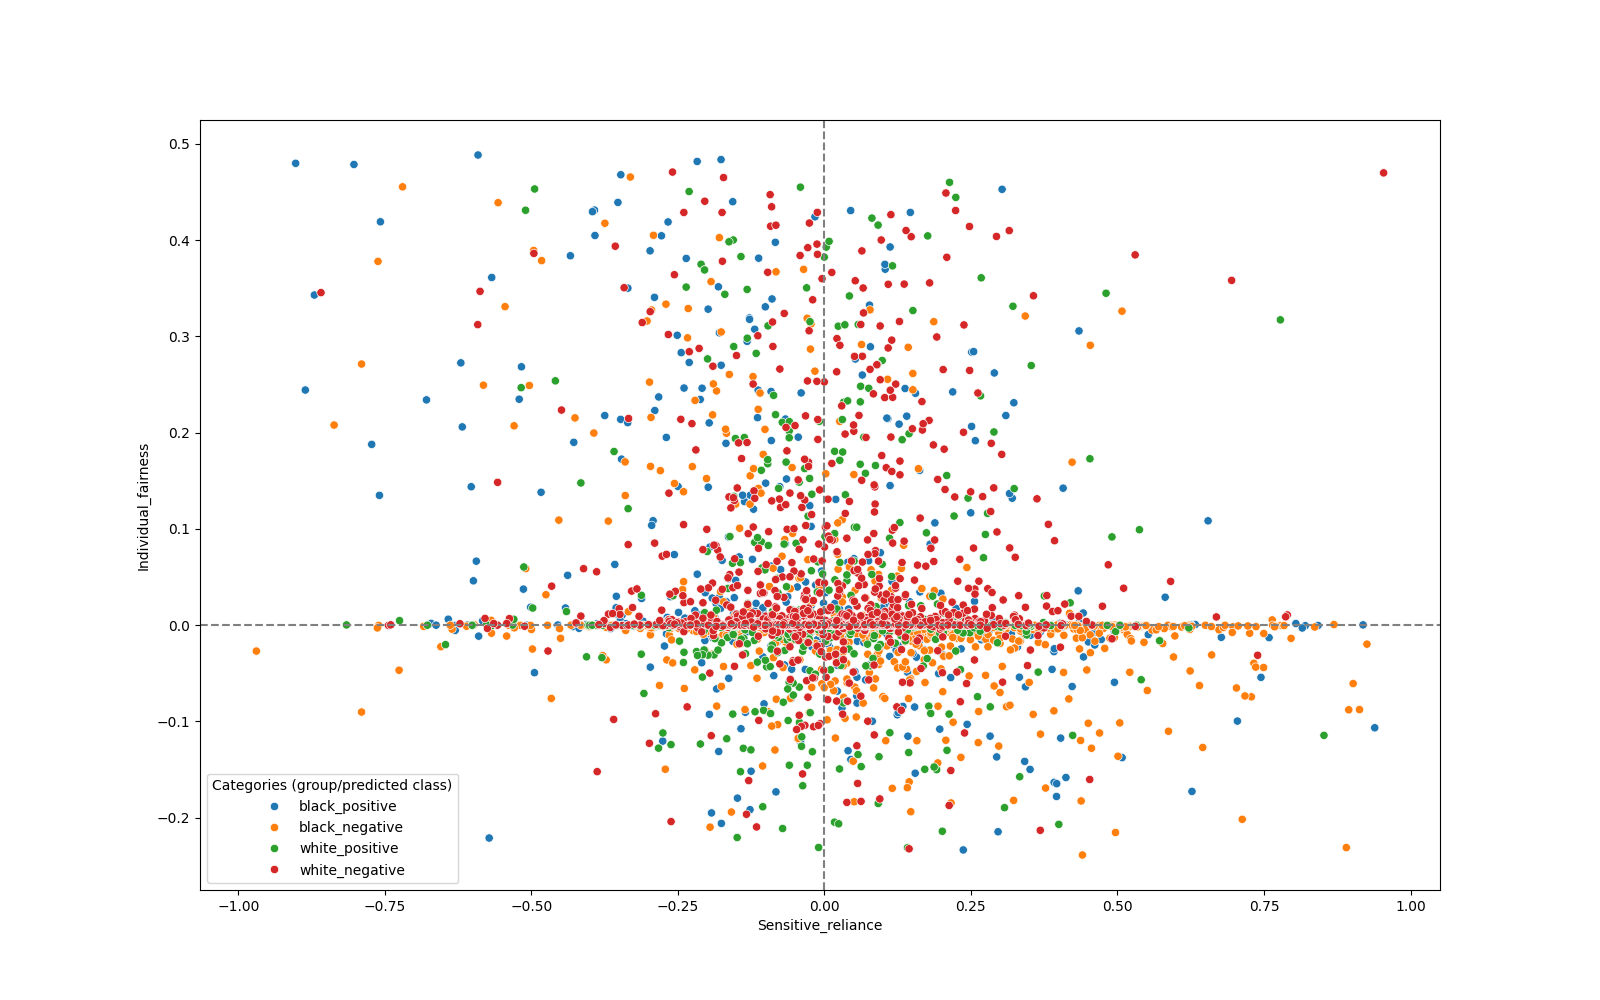 0.5
0.4
0.3
0.2
0.1
0.0
−0.1
−0.2
Individual_fairness
Categories (group/predicted class)
black_positive
black_negative
white_positive
white_negative
−1.00 −0.75 −0.50 −0.25 0.00 0.25 0.50 0.75 1.00
Sensitive_reliance